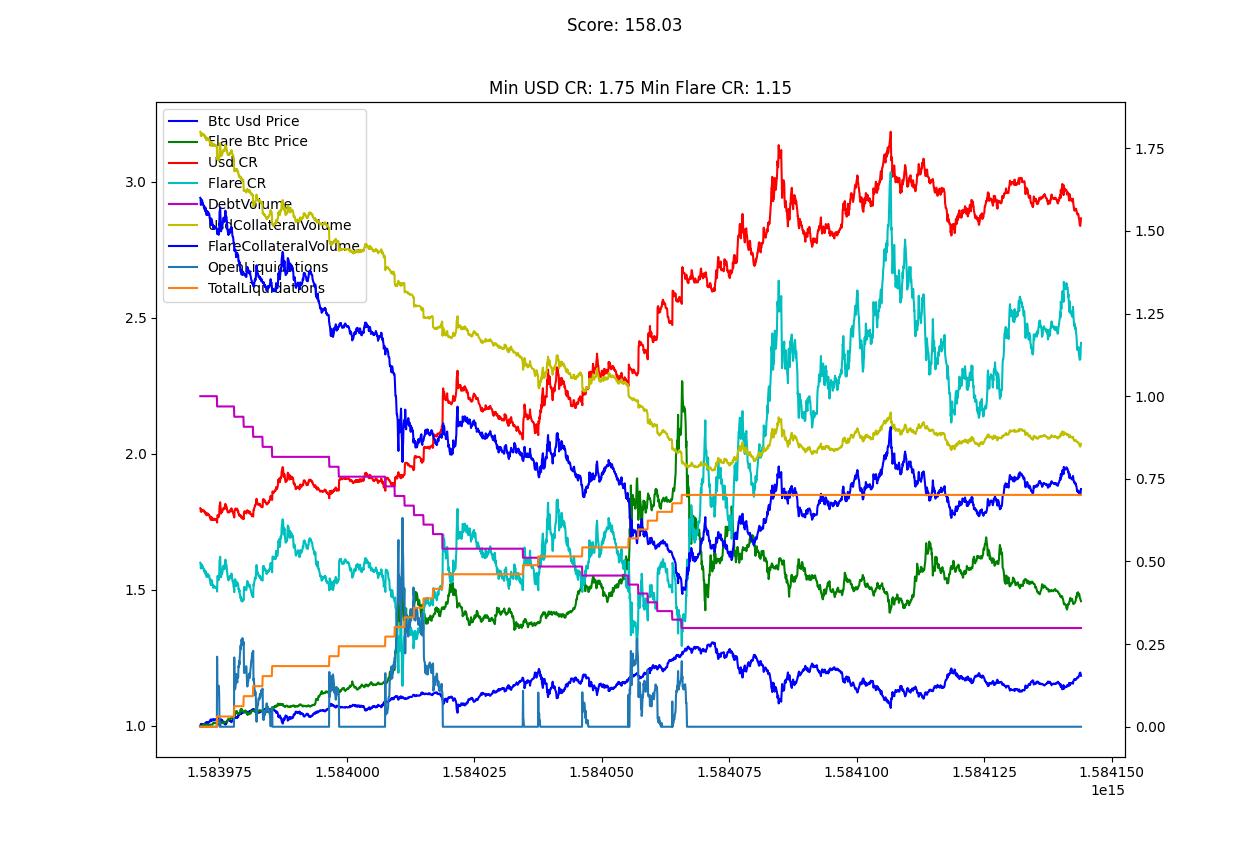 Score: 158.03
Min USD CR: 1.75 Min Flare CR: 1.15
Btc Usd Price
Flare Btc Price
Usd CR
Flare CR
DebtVolume
UsdCollateralVolume
FlareCollateralVolume
OpenLiquidations
TotalLiquidations
3.0
2.5
2.0
1.5
1.0
1.75
1.50
1.25
1.00
0.75
0.50
0.25
0.00
1.583975 1.584000 1.584025 1.584050 1.584075 1.584100 1.584125 1.584150
1e15